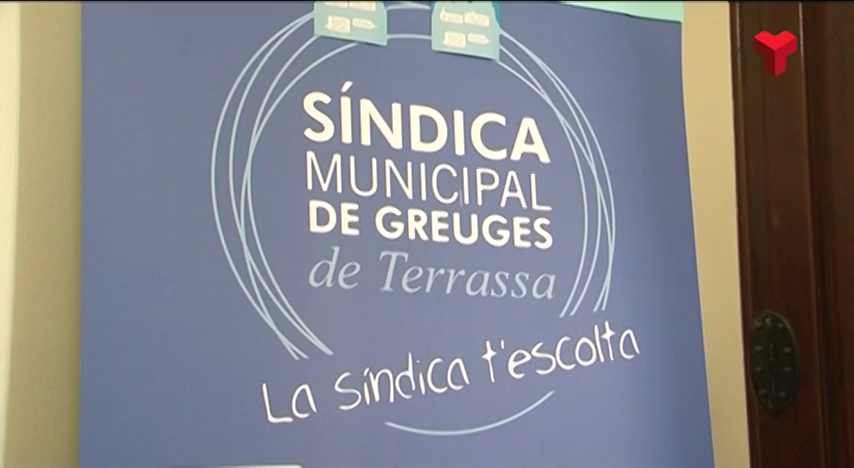 SÍNDICA
MUNICIPAL
DE GREUGES
de Terrassa
La síndica t'escolta